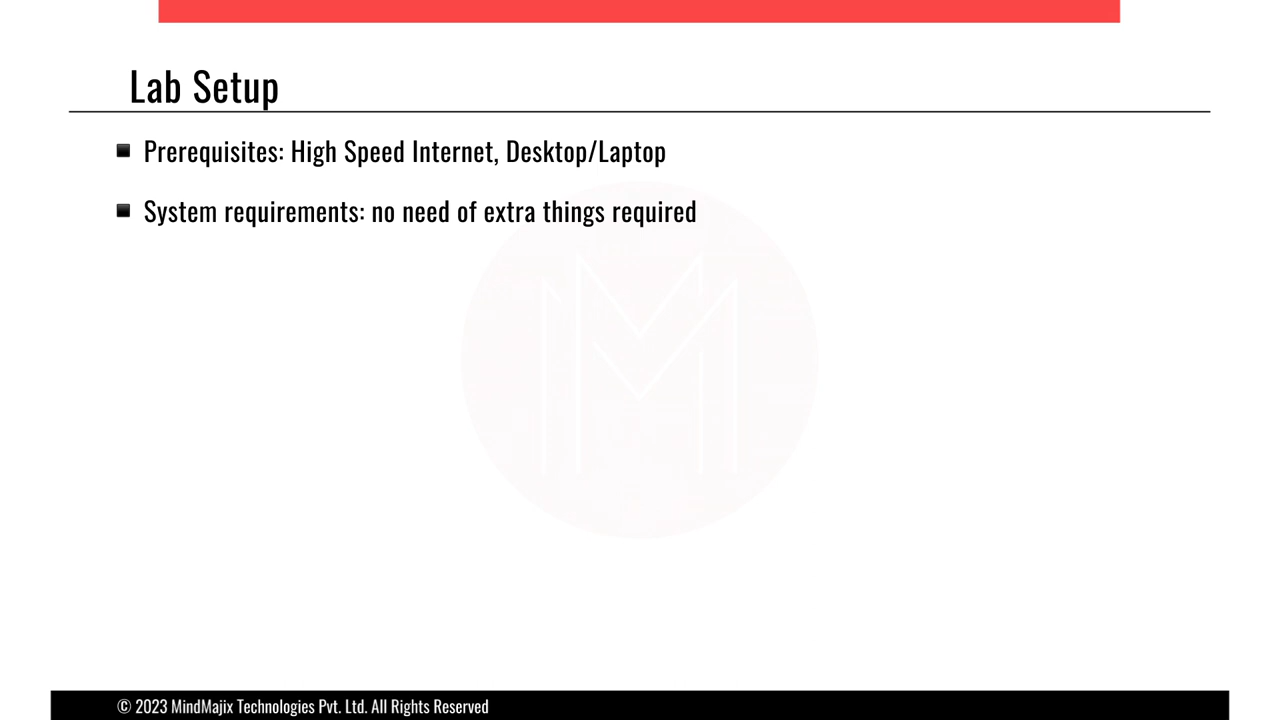 Lab Setup
Prerequisites: High Speed Internet, Desktop/Laptop
System requirements: no need of extra things required
© 2023 MindMajix Technologies Pvt. Ltd. All Rights Reserved